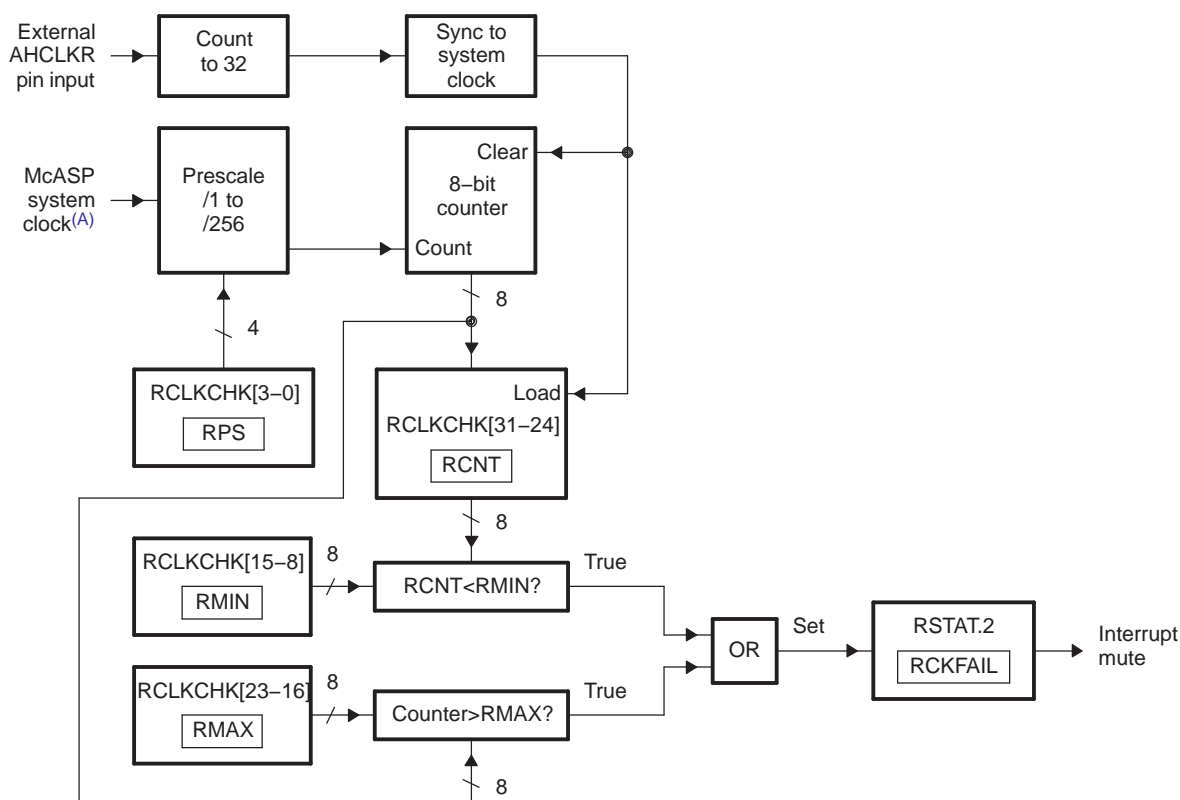 External
AHCLKR
pin input
Count
to 32
Sync to
system
clock
McASP
system
clock(A)
Prescale
/1 to
/256
Clear
8−bit
counter
Count
8
4
RCLKCHK[3−0]
RPS
Load
RCLKCHK[31−24]
RCNT
8
RCLKCHK[15−8]
RMIN
8
RCNT<RMIN?
True
OR
Set
RSTAT.2
RCKFAIL
Interrupt
mute
RCLKCHK[23−16]
RMAX
8
Counter>RMAX?
True
8